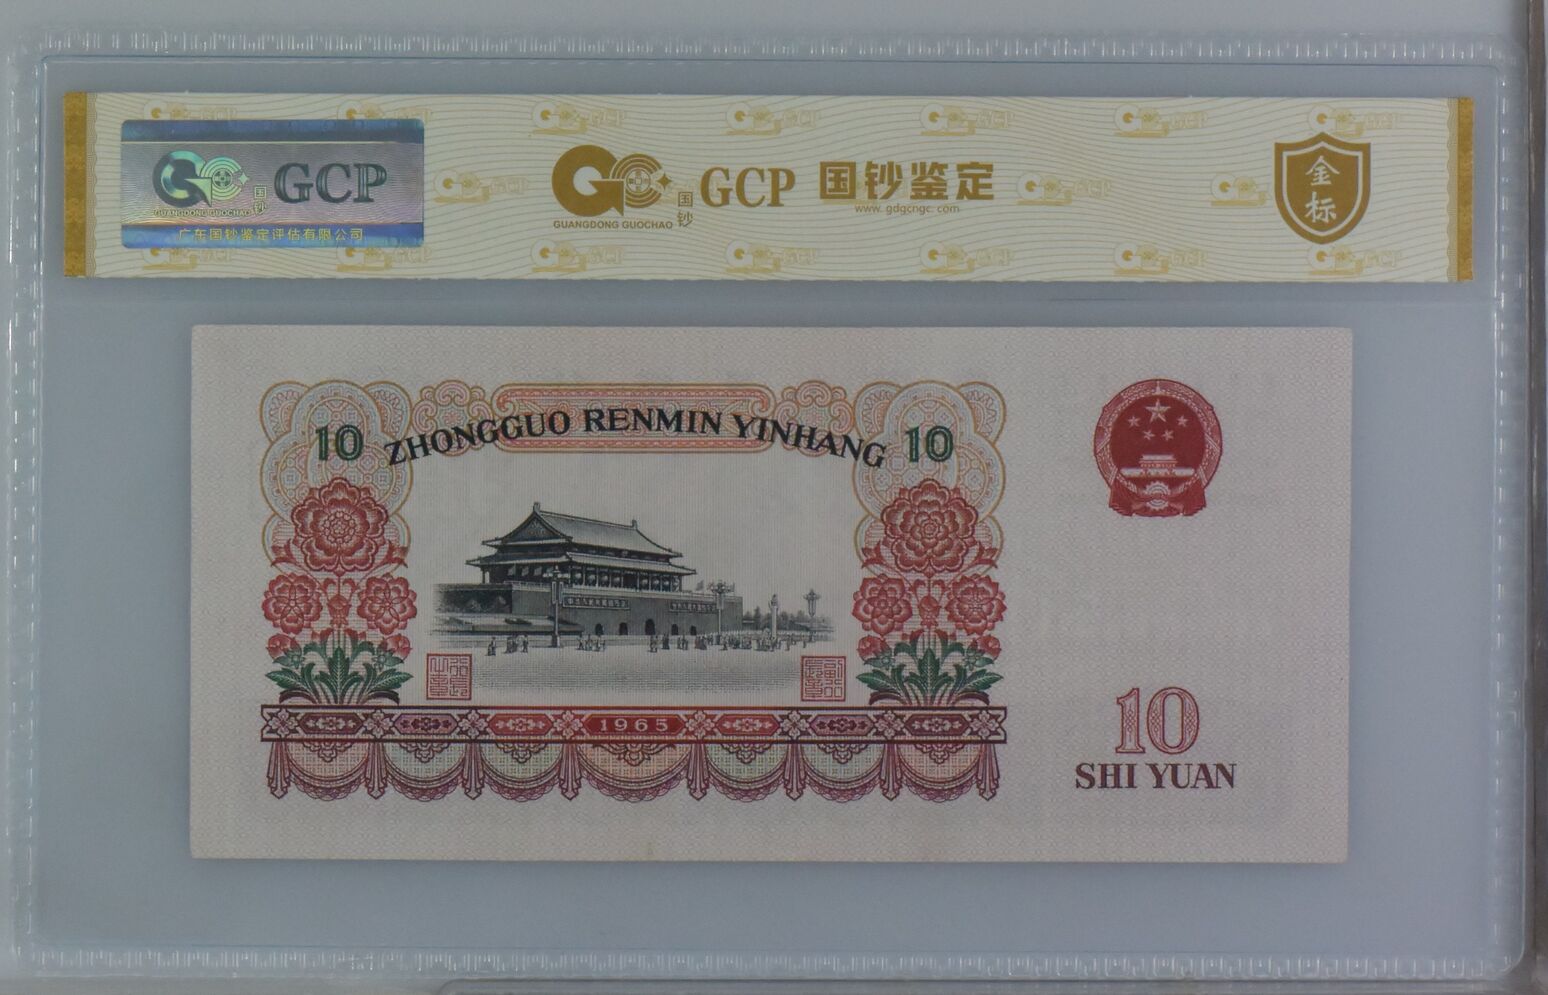 GCP
国钞
GUANGDONG GUOCHAO
广东国钞鉴定评估有限公司
国钞
GUANGDONG GUOCHAO
GCP 国钞鉴定
www. gdgcngc. com
金标
10 ZHONGGUO RENMIN YINHANG 10
1965
10
SHI YUAN